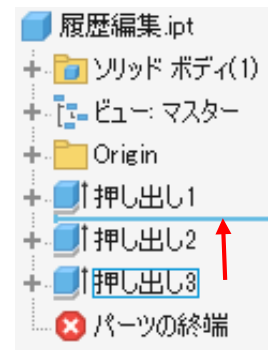 履歴編集.ipt
ソリッド ボディ(1)
ビュー: マスター
Origin
押し出し1
押し出し2
押し出し3
パーツの終端